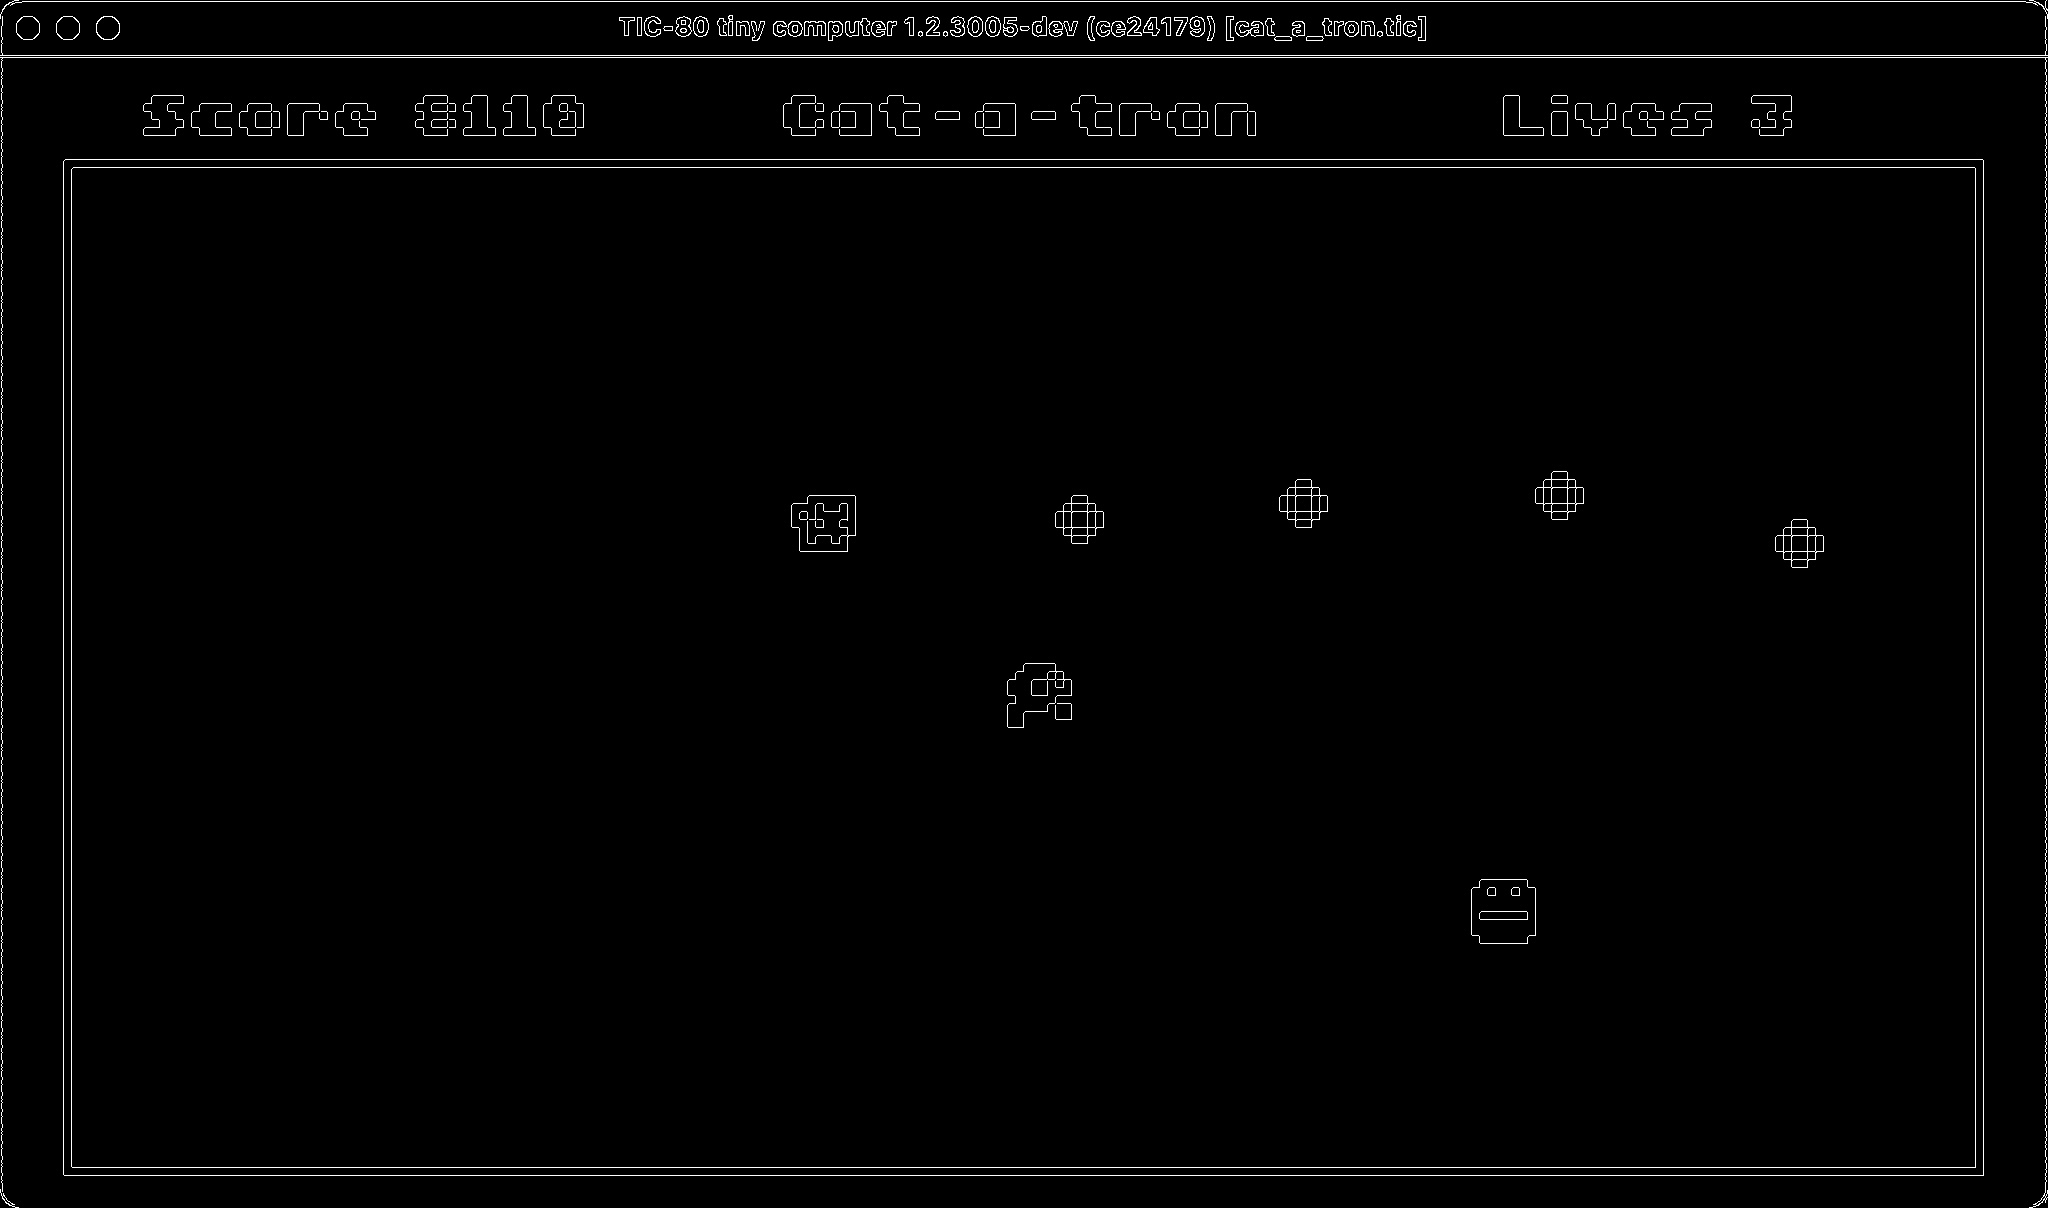 TIC-80 tiny computer 1.2.3005-dev (ce24179) [cat_a_tron.tic]
Score 8110 Cat-a-tron Lives 3